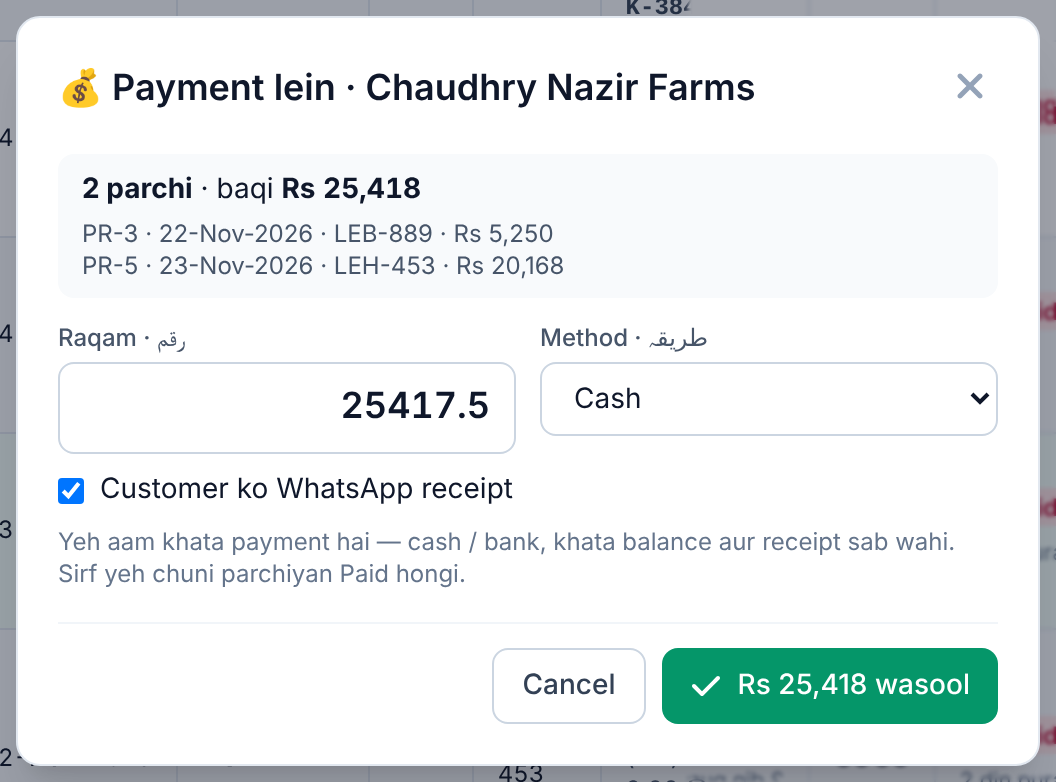 K-384
💰 Payment lein · Chaudhry Nazir Farms
2 parchi · baqi Rs 25,418
PR-3 · 22-Nov-2026 · LEB-889 · Rs 5,250
PR-5 · 23-Nov-2026 · LEH-453 · Rs 20,168
Raqam · رقم
Method · طریقہ
25417.5
Cash
Customer ko WhatsApp receipt
Yeh aam khata payment hai — cash / bank, khata balance aur receipt sab wahi.
Sirf yeh chuni parchiyan Paid hongi.
Cancel
✓ Rs 25,418 wasool
453